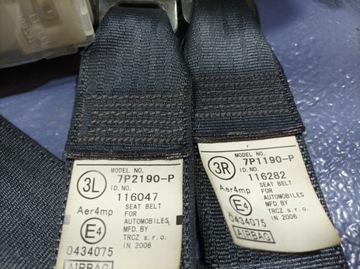 3L
MODEL NO.
7P2190-P
I.D. NO.
116047
Aer4mp
SEAT BELT
FOR
AUTOMOBILES
MFD. BY
TRCZ s.r.o.
IN 2006
E4
0434075
AIRBAG
3R
MODEL NO.
7P1190-P
I.D. NO.
116282
Aer4mp
SEAT BELT
FOR
AUTOMOBILES
MFD. BY
TRCZ s.r.o.
IN 2006
E4
0434075
AIRBAG